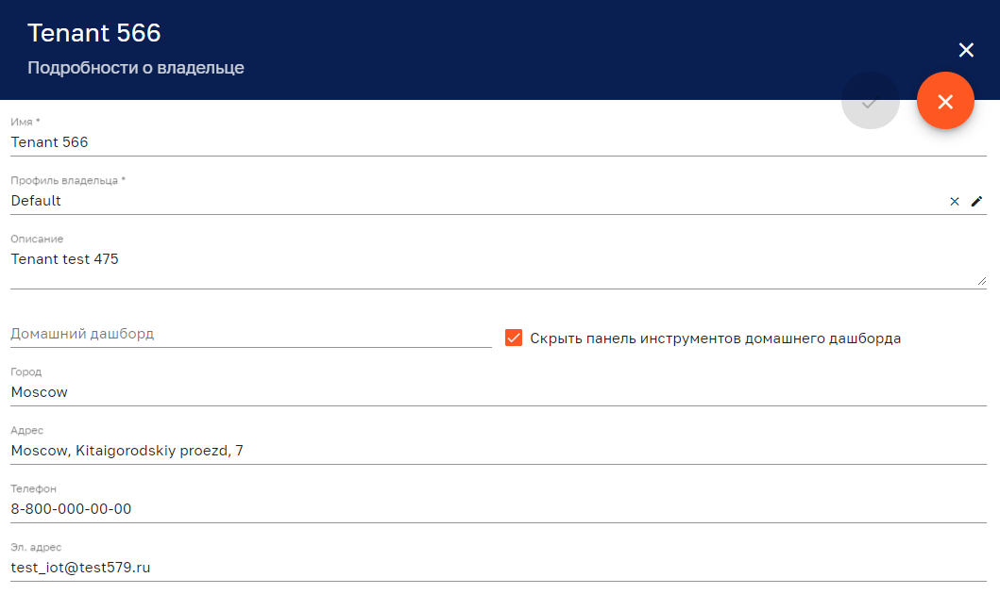 Tenant 566
Подробности о владельце
Имя *
Tenant 566
Профиль владельца *
Default
Описание
Tenant test 475
Домашний дашборд
Скрыть панель инструментов домашнего дашборда
Город
Moscow
Адрес
Moscow, Kitaigorodskiy proezd, 7
Телефон
8-800-000-00-00
Эл. адрес
test_iot@test579.ru